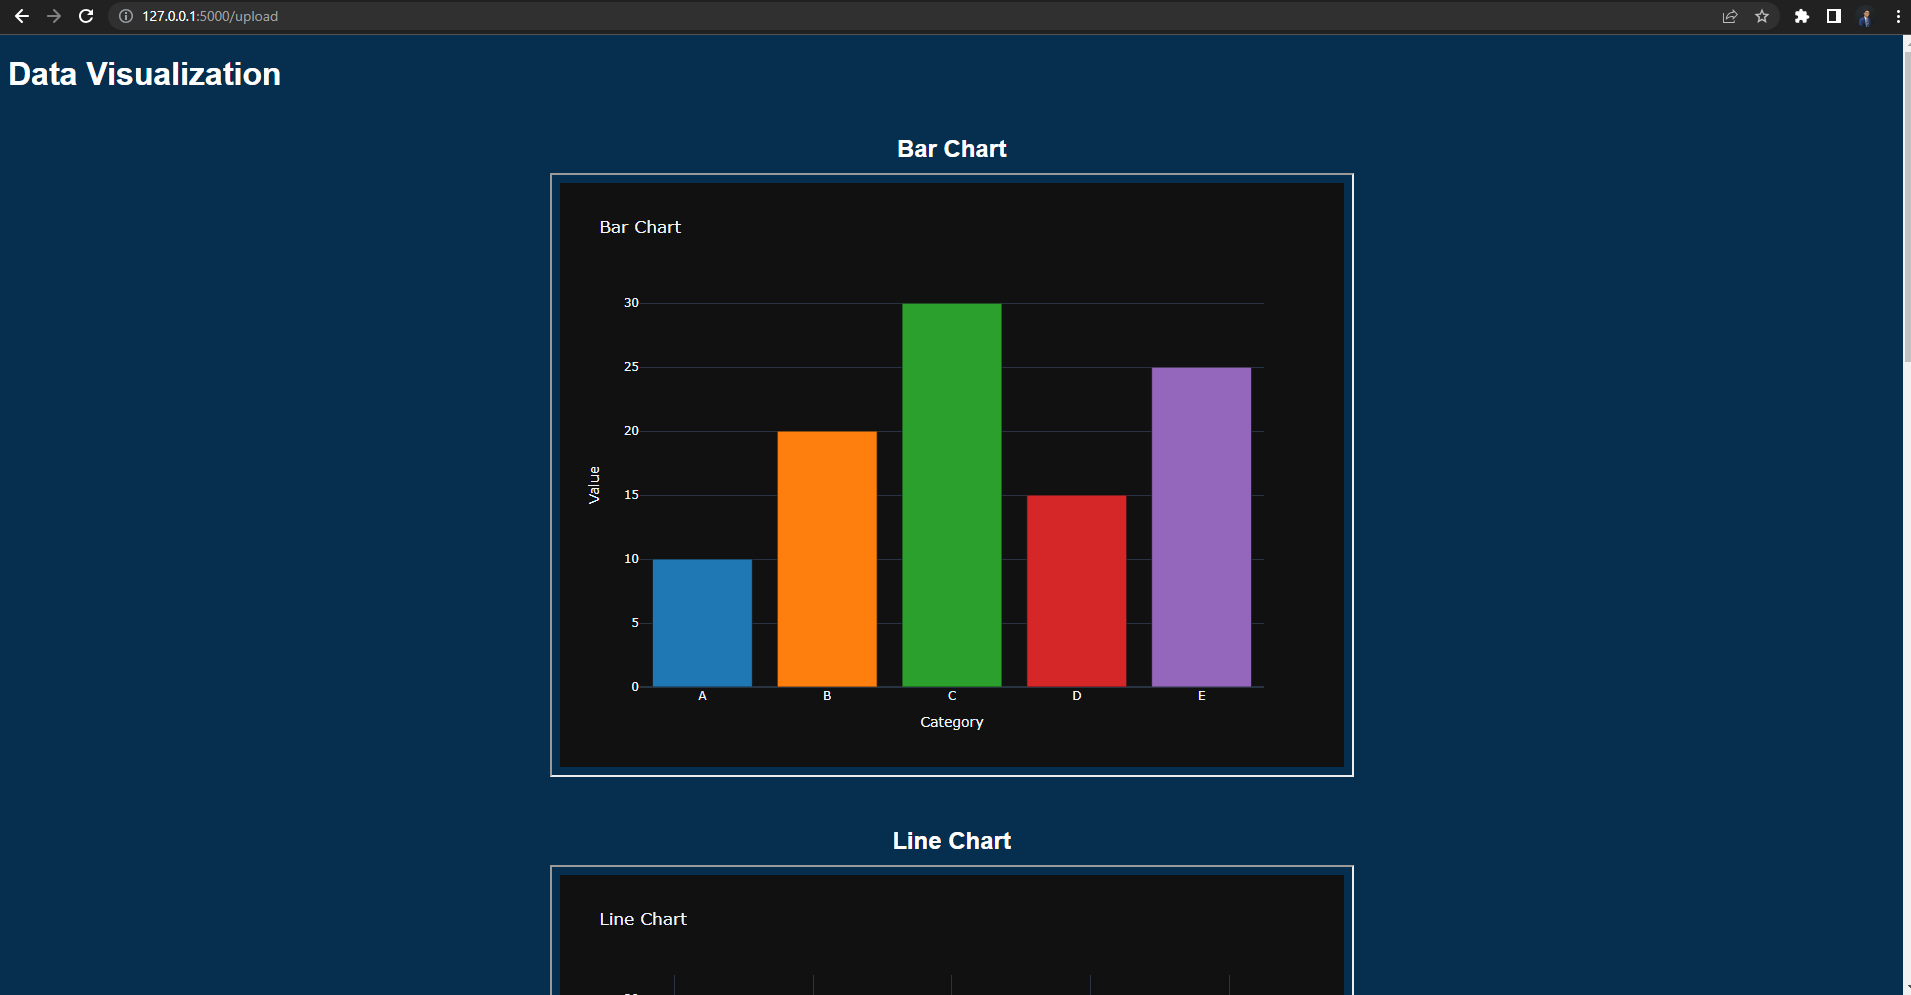 127.0.0.1:5000/upload
Data Visualization
Bar Chart
Bar Chart
30
25
20
15
10
5
0
Value
A B C D E
Category
Line Chart
Line Chart